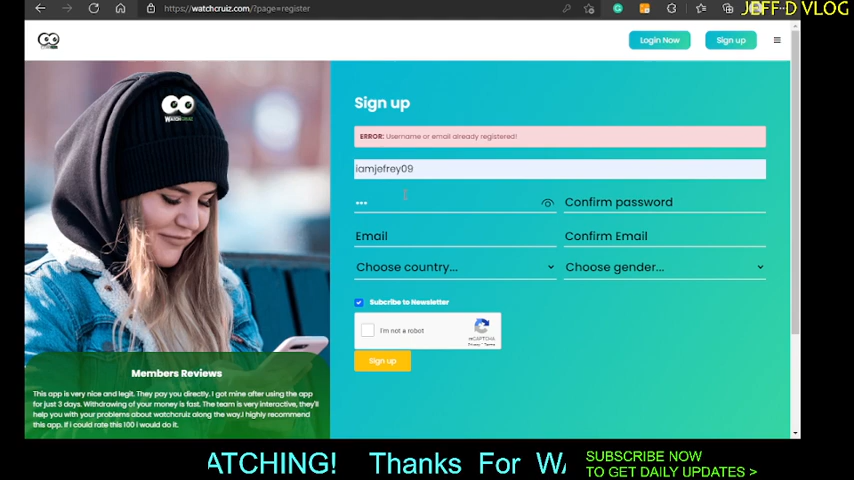 JEFF D VLOG
https://watchcruiz.com/?page=register
Login Now
Sign up
Sign up
ERROR: Username or email already registered!
iamjefrey09
•••
Confirm password
Email
Confirm Email
Choose country...
Choose gender...
Subcribe to Newsletter
I'm not a robot
reCAPTCHA
Privacy - Terms
Sign up
Members Reviews
This app is very nice and legit. They pay you directly. I got mine after using the app
for just 3 days. Withdrawing of your money is fast. The team is very interactive, they'll
help you with your problems about watchcruiz along the way.I highly recommend
this app. If i could rate this 100 i would do it.
ATCHING! Thanks For WA
SUBSCRIBE NOW
TO GET DAILY UPDATES >